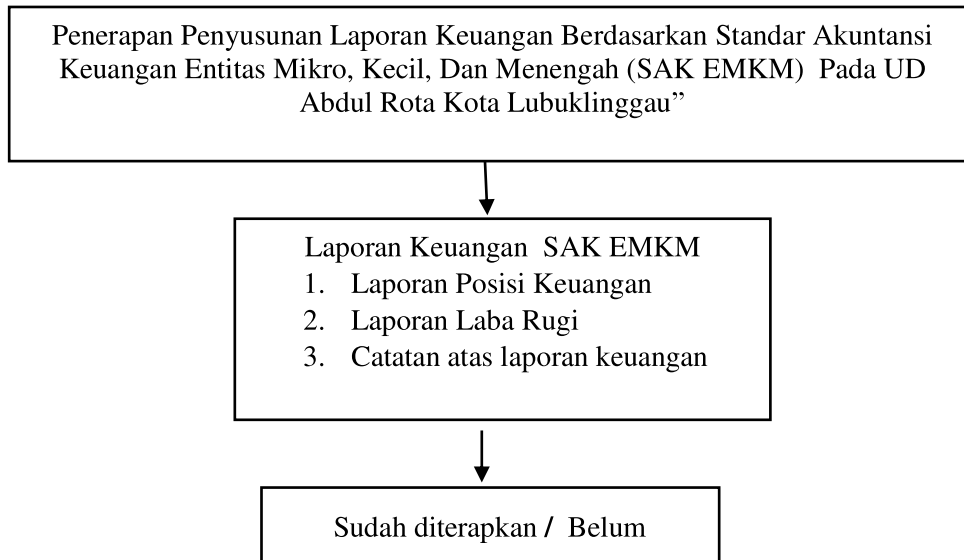 Penerapan Penyusunan Laporan Keuangan Berdasarkan Standar Akuntansi
Keuangan Entitas Mikro, Kecil, Dan Menengah (SAK EMKM)  Pada UD
Abdul Rota Kota Lubuklinggau”
Laporan Keuangan  SAK EMKM
1. Laporan Posisi Keuangan
2. Laporan Laba Rugi
3. Catatan atas laporan keuangan
Sudah diterapkan /  Belum